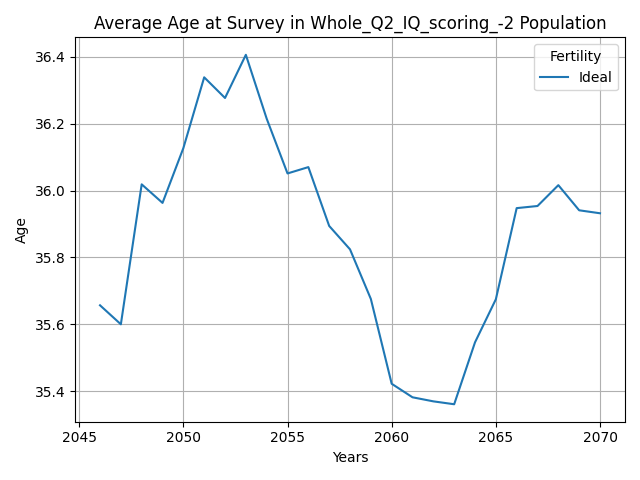 Average Age at Survey in Whole_Q2_IQ_scoring_-2 Population
Fertility
Ideal
Age
36.4
36.2
36.0
35.8
35.6
35.4
2045 2050 2055 2060 2065 2070
Years